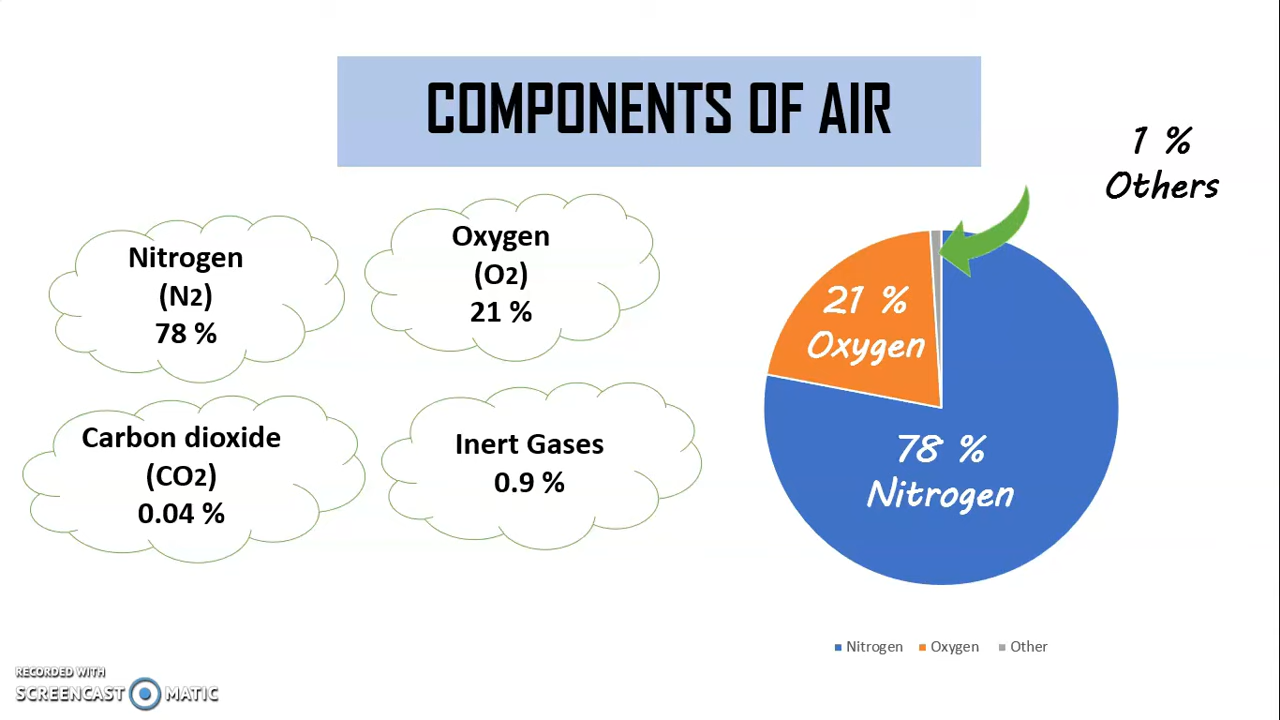 COMPONENTS OF AIR
1 %
Others
Nitrogen
(N2)
78 %
Oxygen
(O2)
21 %
Carbon dioxide
(CO2)
0.04 %
Inert Gases
0.9 %
21 %
Oxygen
78 %
Nitrogen
Nitrogen Oxygen Other
RECORDED WITH
SCREENCAST MATIC